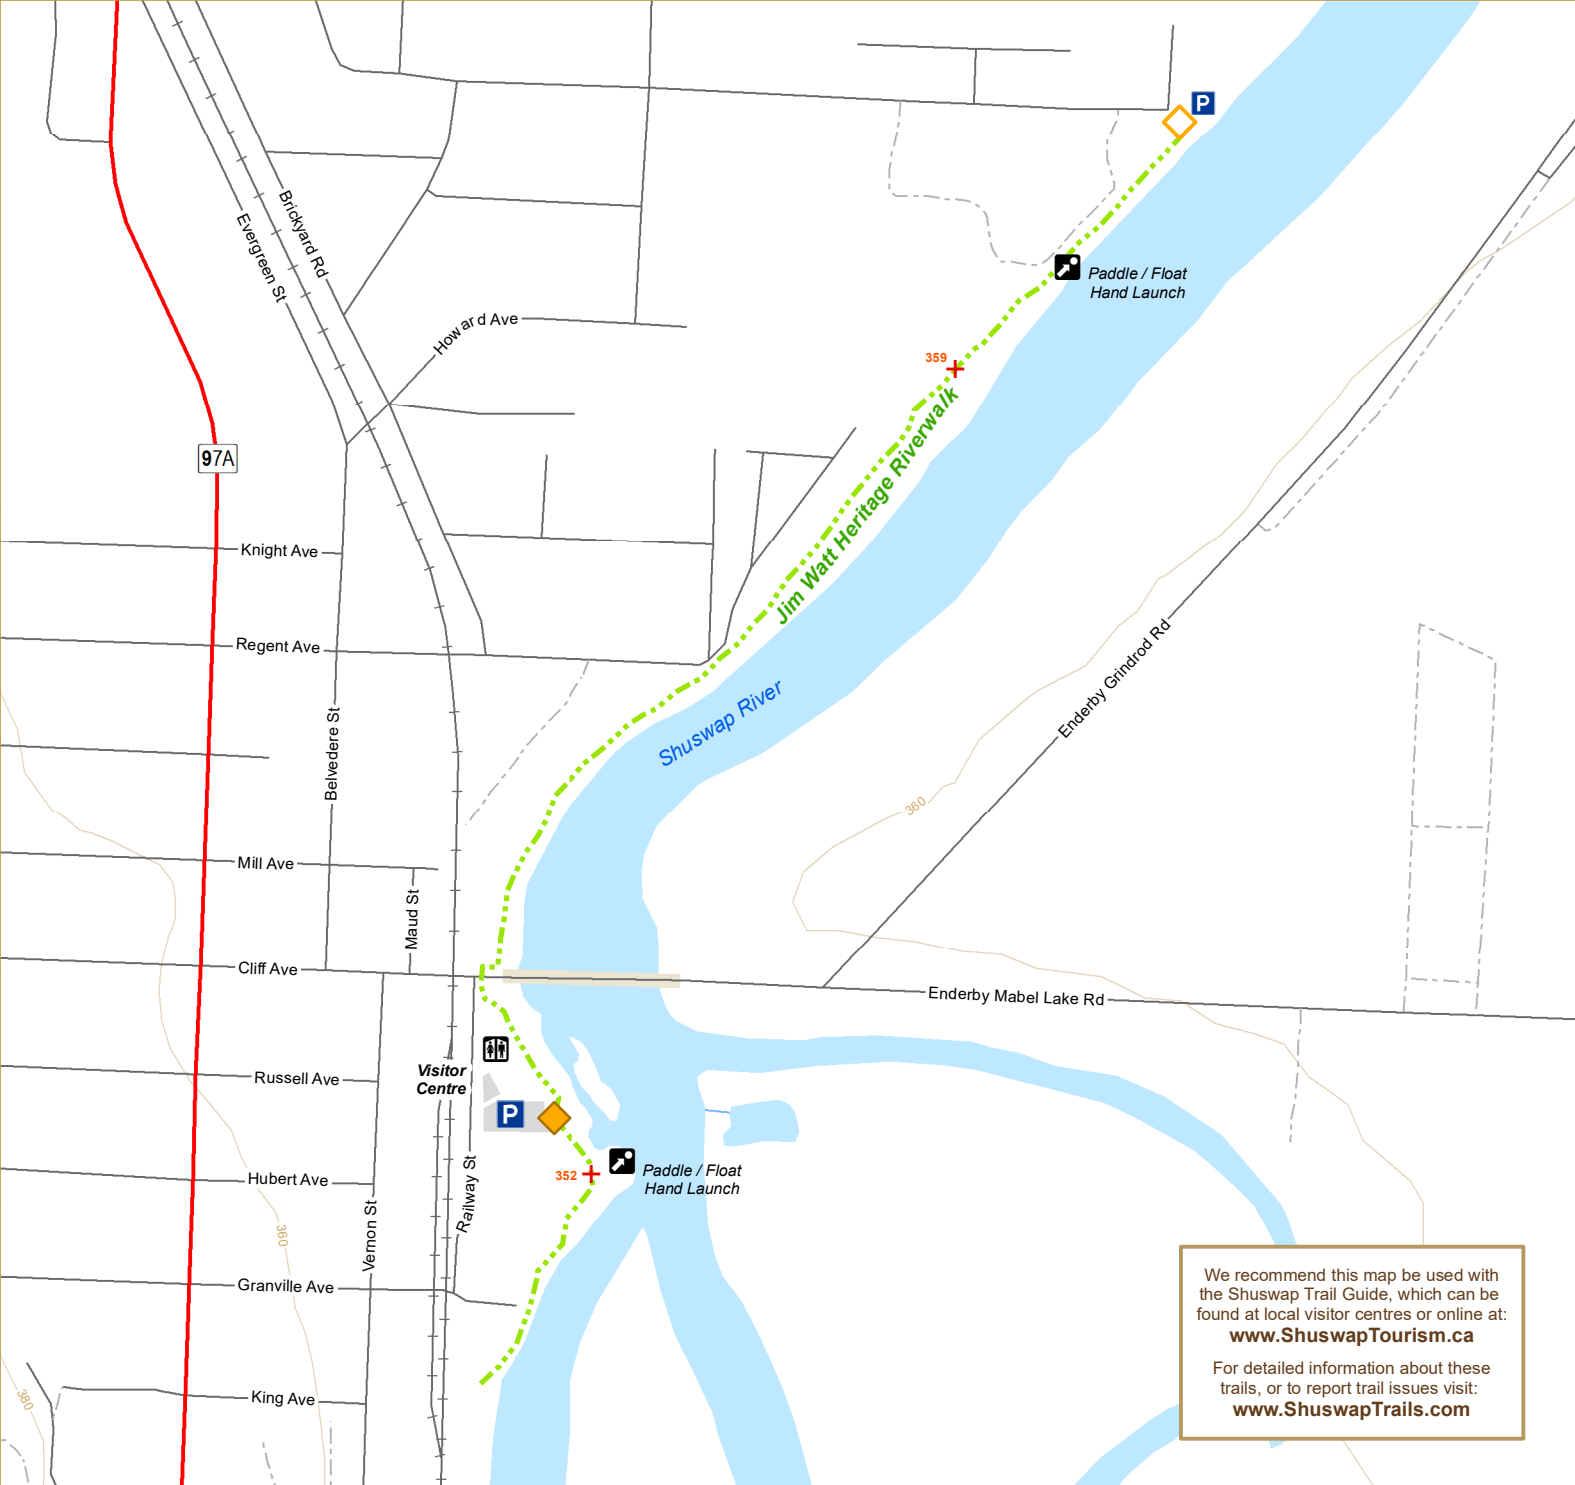 P
Brickyard Rd
Evergreen St
Paddle / Float
Hand Launch
Howard Ave
359
Jim Watt Heritage Riverwalk
97A
Knight Ave
Regent Ave
Enderby Grindrod Rd
Shuswap River
Belvedere St
360
Mill Ave
Maud St
Cliff Ave
Enderby Mabel Lake Rd
Visitor
Centre
Russell Ave
P
Paddle / Float
Hand Launch
352
Hubert Ave
Railway St
Vernon St
360
Granville Ave
King Ave
380
We recommend this map be used with
the Shuswap Trail Guide, which can be
found at local visitor centres or online at:
www.ShuswapTourism.ca
For detailed information about these
trails, or to report trail issues visit:
www.ShuswapTrails.com